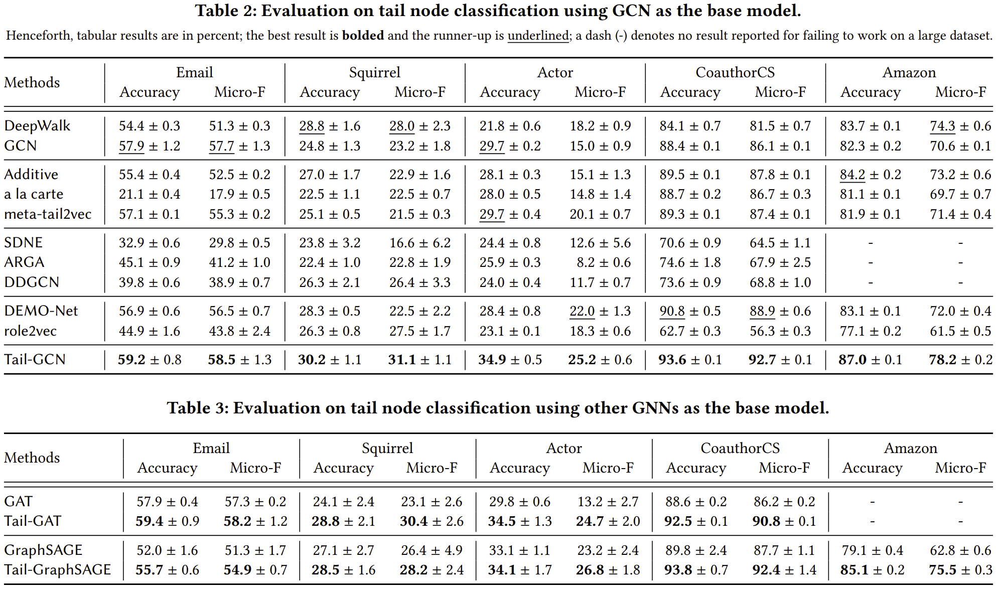 Table 2: Evaluation on tail node classification using GCN as the base model.
Henceforth, tabular results are in percent; the best result is bolded and the runner-up is underlined; a dash (-) denotes no result reported for failing to work on a large dataset.
Methods Email Squirrel Actor CoauthorCS Amazon
Accuracy Micro-F Accuracy Micro-F Accuracy Micro-F Accuracy Micro-F Accuracy Micro-F
DeepWalk 54.4 ± 0.3 51.3 ± 0.3 28.8 ± 1.6 28.0 ± 2.3 21.8 ± 0.6 18.2 ± 0.9 84.1 ± 0.7 81.5 ± 0.7 83.7 ± 0.1 74.3 ± 0.6
GCN 57.9 ± 1.2 57.7 ± 1.3 24.8 ± 1.3 23.2 ± 1.8 29.7 ± 0.2 15.0 ± 0.9 88.4 ± 0.1 86.1 ± 0.1 82.3 ± 0.2 70.6 ± 0.1
Additive 55.4 ± 0.4 52.5 ± 0.2 27.0 ± 1.7 22.9 ± 1.6 28.1 ± 0.3 15.1 ± 1.3 89.5 ± 0.1 87.8 ± 0.1 84.2 ± 0.2 73.2 ± 0.6
a la carte 21.1 ± 0.4 17.9 ± 0.5 22.5 ± 1.1 22.5 ± 0.7 28.0 ± 0.5 14.8 ± 1.4 88.7 ± 0.2 86.7 ± 0.3 81.1 ± 0.1 69.7 ± 0.7
meta-tail2vec 57.1 ± 0.1 55.3 ± 0.2 25.1 ± 0.5 21.5 ± 0.3 29.7 ± 0.4 20.1 ± 0.7 89.3 ± 0.1 87.4 ± 0.1 81.9 ± 0.1 71.4 ± 0.4
SDNE 32.9 ± 0.6 29.8 ± 0.5 23.8 ± 3.2 16.6 ± 6.2 24.4 ± 0.8 12.6 ± 5.6 70.6 ± 0.9 64.5 ± 1.1 - -
ARGA 45.1 ± 0.9 41.2 ± 1.0 22.4 ± 1.0 22.8 ± 1.9 25.9 ± 0.3 8.2 ± 0.6 74.6 ± 1.8 67.9 ± 2.5 - -
DDGCN 39.8 ± 0.6 38.9 ± 0.7 26.3 ± 2.1 26.4 ± 3.3 24.0 ± 0.4 11.7 ± 0.7 73.6 ± 0.9 68.8 ± 1.0 - -
DEMO-Net 56.9 ± 0.6 56.5 ± 0.7 28.3 ± 0.5 22.5 ± 2.2 28.4 ± 0.8 22.0 ± 1.3 90.8 ± 0.5 88.9 ± 0.6 83.1 ± 0.1 72.0 ± 0.4
role2vec 44.9 ± 1.6 43.8 ± 2.4 26.3 ± 0.8 27.5 ± 1.7 23.1 ± 0.1 18.3 ± 0.6 62.7 ± 0.3 56.3 ± 0.3 77.1 ± 0.2 61.5 ± 0.5
Tail-GCN 59.2 ± 0.8 58.5 ± 1.3 30.2 ± 1.1 31.1 ± 1.1 34.9 ± 0.5 25.2 ± 0.6 93.6 ± 0.1 92.7 ± 0.1 87.0 ± 0.1 78.2 ± 0.2
Table 3: Evaluation on tail node classification using other GNNs as the base model.
Methods Email Squirrel Actor CoauthorCS Amazon
Accuracy Micro-F Accuracy Micro-F Accuracy Micro-F Accuracy Micro-F Accuracy Micro-F
GAT 57.9 ± 0.4 57.3 ± 0.2 24.1 ± 2.4 23.1 ± 2.6 29.8 ± 0.6 13.2 ± 2.7 88.6 ± 0.2 86.2 ± 0.2 - -
Tail-GAT 59.4 ± 0.9 58.2 ± 1.2 28.8 ± 2.1 30.4 ± 2.6 34.5 ± 1.3 24.7 ± 2.0 92.5 ± 0.1 90.8 ± 0.1 - -
GraphSAGE 52.0 ± 1.6 51.3 ± 1.7 27.1 ± 2.7 26.4 ± 4.9 33.1 ± 1.1 23.2 ± 2.4 89.8 ± 2.4 87.7 ± 1.1 79.1 ± 0.4 62.8 ± 0.6
Tail-GraphSAGE 55.7 ± 0.6 54.9 ± 0.7 28.5 ± 1.6 28.2 ± 2.4 34.1 ± 1.7 26.8 ± 1.8 93.8 ± 0.7 92.4 ± 1.4 85.1 ± 0.2 75.5 ± 0.3